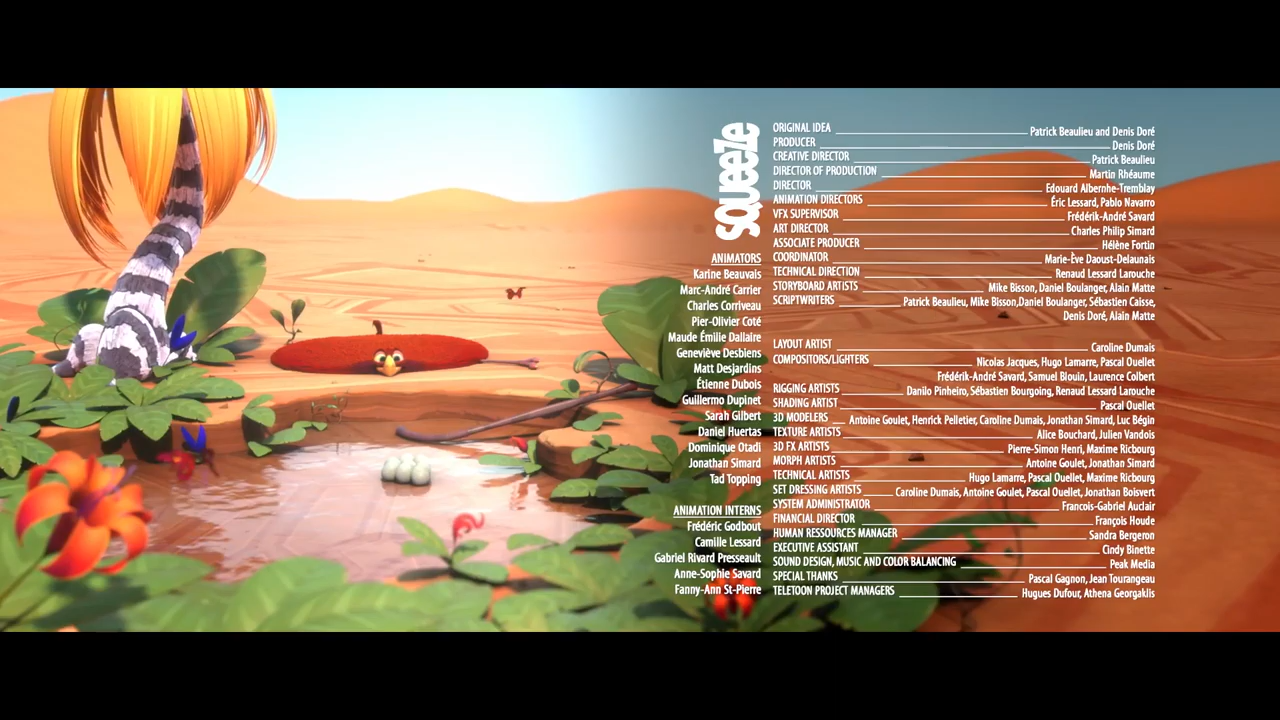 squeeze
ANIMATORS
Karine Beauvais
Marc-André Carrier
Charles Corriveau
Pier-Olivier Coté
Maude Émilie Dallaire
Geneviève Desbiens
Matt Desjardins
Étienne Dubois
Guillermo Dupinet
Sarah Gilbert
Daniel Huertas
Dominique Otadi
Jonathan Simard
Tad Topping
ANIMATION INTERNS
Frédéric Godbout
Camille Lessard
Gabriel Rivard Presseault
Anne-Sophie Savard
Fanny-Ann St-Pierre
ORIGINAL IDEA Patrick Beaulieu and Denis Doré
PRODUCER Denis Doré
CREATIVE DIRECTOR Patrick Beaulieu
DIRECTOR OF PRODUCTION Martin Rhéaume
DIRECTOR Edouard Albernhe-Tremblay
ANIMATION DIRECTORS Éric Lessard, Pablo Navarro
VFX SUPERVISOR Frédérik-André Savard
ART DIRECTOR Charles Philip Simard
ASSOCIATE PRODUCER Hélène Fortin
COORDINATOR Marie-Ève Daoust-Delaunais
TECHNICAL DIRECTION Renaud Lessard Larouche
STORYBOARD ARTISTS Mike Bisson, Daniel Boulanger, Alain Matte
SCRIPTWRITERS Patrick Beaulieu, Mike Bisson,Daniel Boulanger, Sébastien Caisse,
Denis Doré, Alain Matte
LAYOUT ARTIST Caroline Dumais
COMPOSITORS/LIGHTERS Nicolas Jacques, Hugo Lamarre, Pascal Ouellet
Frédérik-André Savard, Samuel Blouin, Laurence Colbert
RIGGING ARTISTS Danilo Pinheiro, Sébastien Bourgoing, Renaud Lessard Larouche
SHADING ARTIST Pascal Ouellet
3D MODELERS Antoine Goulet, Henrick Pelletier, Caroline Dumais, Jonathan Simard, Luc Bégin
TEXTURE ARTISTS Alice Bouchard, Julien Vandois
3D FX ARTISTS Pierre-Simon Henri, Maxime Ricbourg
MORPH ARTISTS Antoine Goulet, Jonathan Simard
TECHNICAL ARTISTS Hugo Lamarre, Pascal Ouellet, Maxime Ricbourg
SET DRESSING ARTISTS Caroline Dumais, Antoine Goulet, Pascal Ouellet, Jonathan Boisvert
SYSTEM ADMINISTRATOR Francois-Gabriel Auclair
FINANCIAL DIRECTOR François Houde
HUMAN RESSOURCES MANAGER Sandra Bergeron
EXECUTIVE ASSISTANT Cindy Binette
SOUND DESIGN, MUSIC AND COLOR BALANCING Peak Media
SPECIAL THANKS Pascal Gagnon, Jean Tourangeau
TELETOON PROJECT MANAGERS Hugues Dufour, Athena Georgaklis